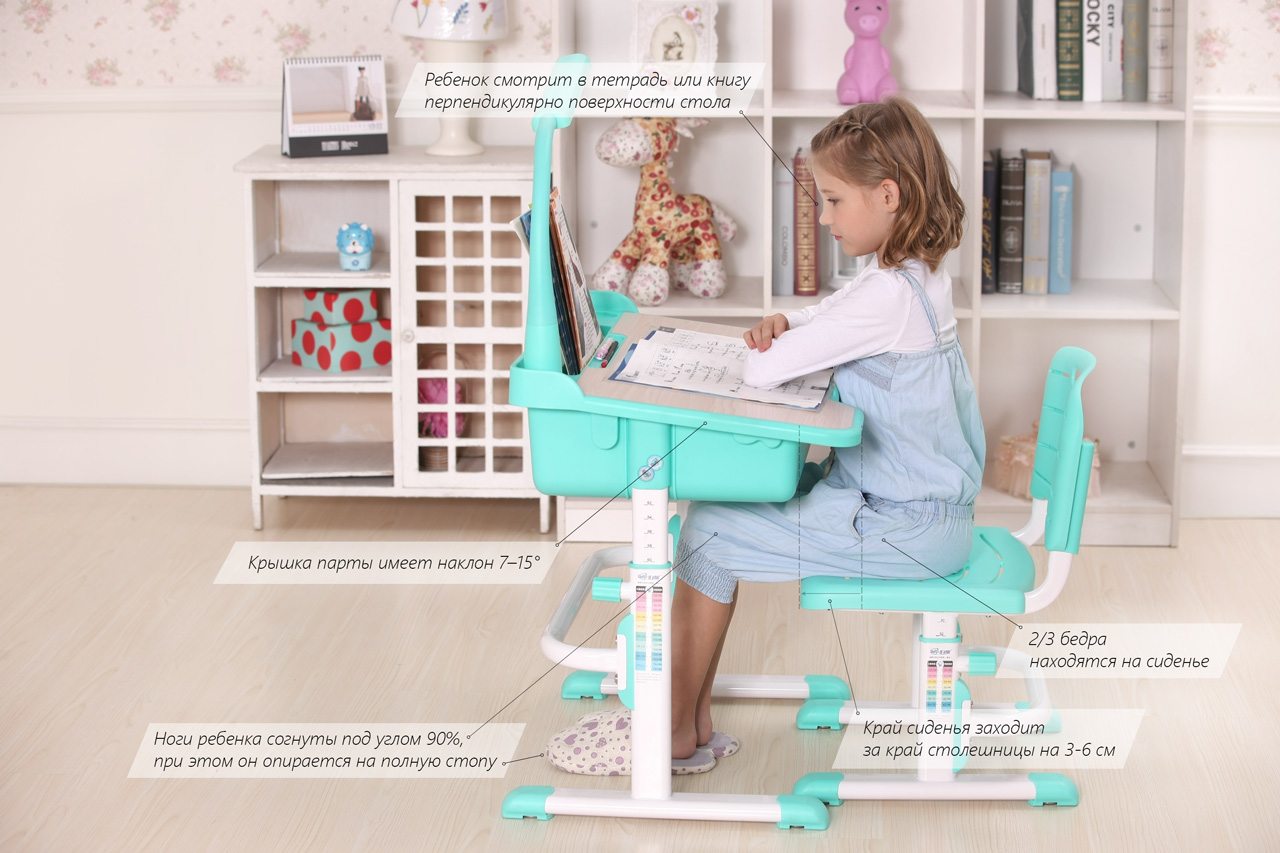 Ребенок смотрит в тетрадь или книгу
перпендикулярно поверхности стола
CITY
Крышка парты имеет наклон 7–15°
2/3 бедра
находятся на сиденье
Край сиденья заходит
за край столешницы на 3-6 см
Ноги ребенка согнуты под углом 90%,
при этом он опирается на полную стопу